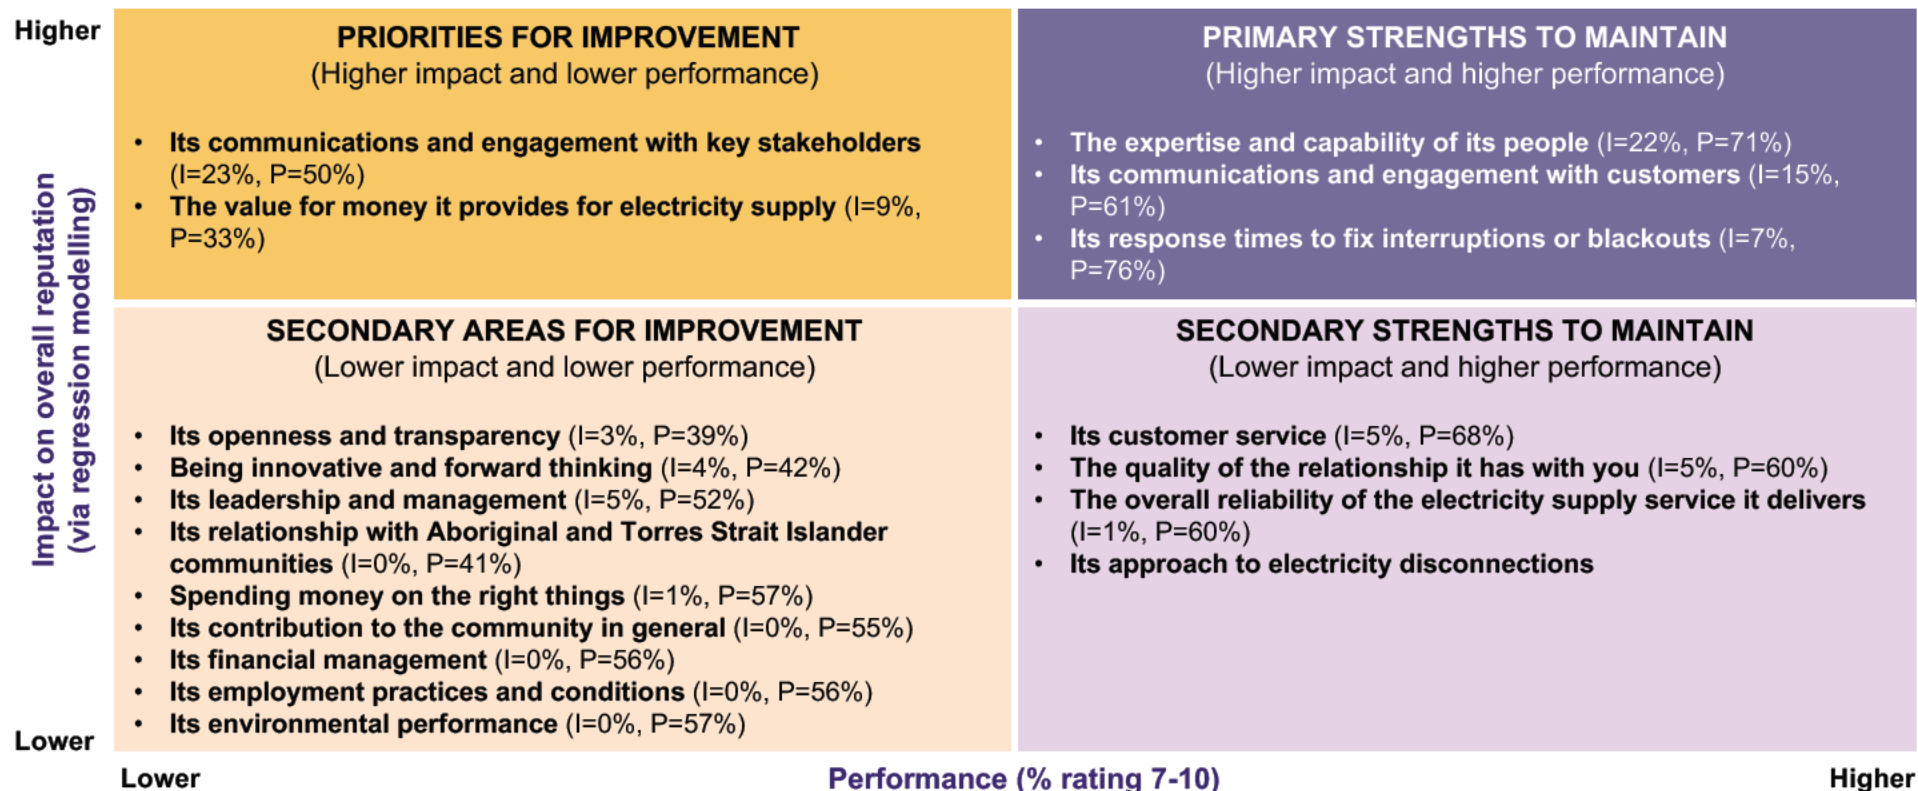 Higher
PRIORITIES FOR IMPROVEMENT
(Higher impact and lower performance)
• Its communications and engagement with key stakeholders
(I=23%, P=50%)
• The value for money it provides for electricity supply (I=9%,
P=33%)
PRIMARY STRENGTHS TO MAINTAIN
(Higher impact and higher performance)
• The expertise and capability of its people (I=22%, P=71%)
• Its communications and engagement with customers (I=15%,
P=61%)
• Its response times to fix interruptions or blackouts (I=7%,
P=76%)
Impact on overall reputation
(via regression modelling)
SECONDARY AREAS FOR IMPROVEMENT
(Lower impact and lower performance)
• Its openness and transparency (I=3%, P=39%)
• Being innovative and forward thinking (I=4%, P=42%)
• Its leadership and management (I=5%, P=52%)
• Its relationship with Aboriginal and Torres Strait Islander
communities (I=0%, P=41%)
• Spending money on the right things (I=1%, P=57%)
• Its contribution to the community in general (I=0%, P=55%)
• Its financial management (I=0%, P=56%)
• Its employment practices and conditions (I=0%, P=56%)
• Its environmental performance (I=0%, P=57%)
SECONDARY STRENGTHS TO MAINTAIN
(Lower impact and higher performance)
• Its customer service (I=5%, P=68%)
• The quality of the relationship it has with you (I=5%, P=60%)
• The overall reliability of the electricity supply service it delivers
(I=1%, P=60%)
• Its approach to electricity disconnections
Lower
Lower
Performance (% rating 7-10)
Higher